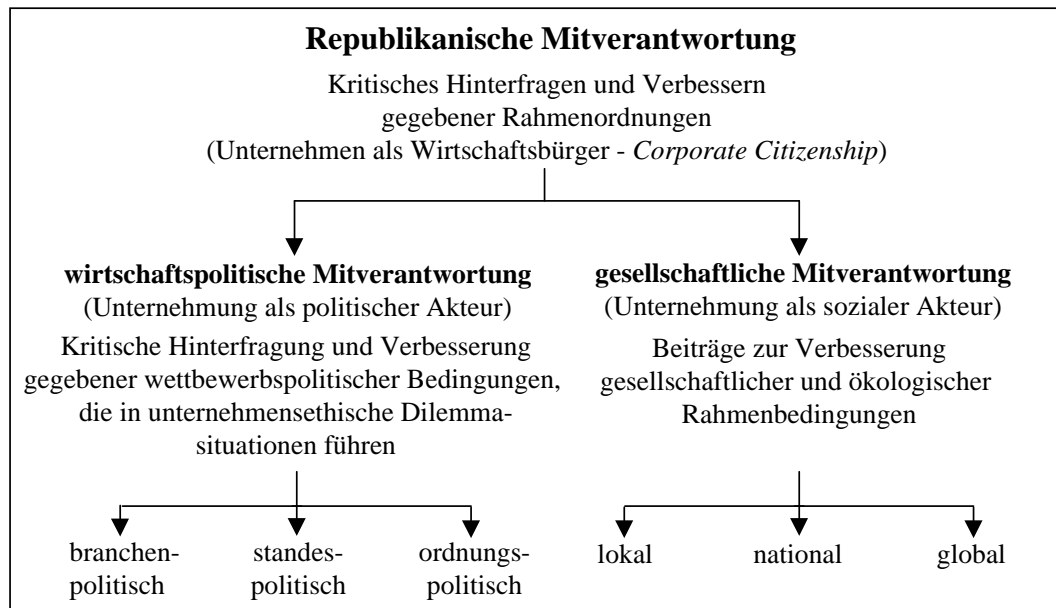 Republikanische Mitverantwortung
Kritisches Hinterfragen und Verbessern
gegebener Rahmenordnungen
(Unternehmen als Wirtschaftsbürger - Corporate Citizenship)
wirtschaftspolitische Mitverantwortung
(Unternehmung als politischer Akteur)
Kritische Hinterfragung und Verbesserung
gegebener wettbewerbspolitischer Bedingungen,
die in unternehmensethische Dilemma-
situationen führen
gesellschaftliche Mitverantwortung
(Unternehmung als sozialer Akteur)
Beiträge zur Verbesserung
gesellschaftlicher und ökologischer
Rahmenbedingungen
branchen-
politisch
standes-
politisch
ordnungs-
politisch
lokal
national
global